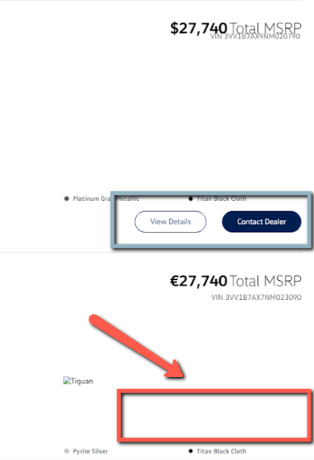 $27,740 Total MSRP
VIN 3VV1B7AX9NM020790
Platinum Gray Metallic
Titan Black Cloth
View Details
Contact Dealer
€27,740 Total MSRP
VIN 3VV1B7AX7NM023090
Tiguan
Pyrite Silver
Titan Black Cloth